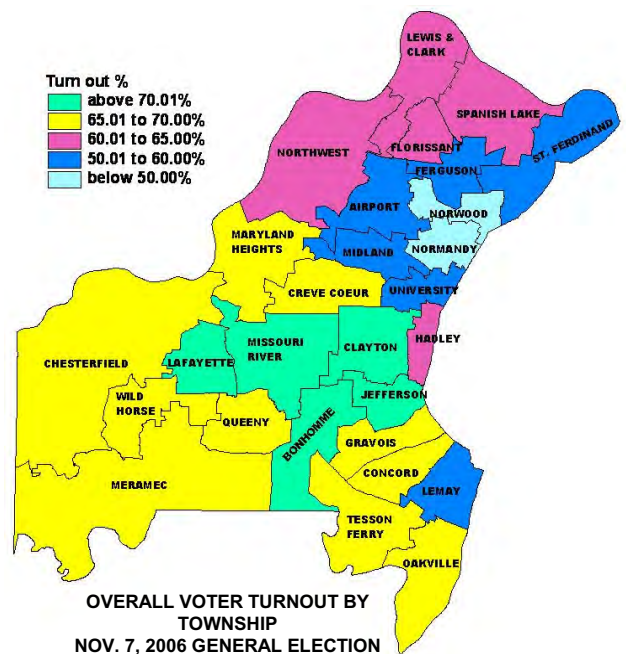 LEWIS &
CLARK
Turn out %
above 70.01%
65.01 to 70.00%
60.01 to 65.00%
50.01 to 60.00%
below 50.00%
SPANISH LAKE
FLORISSANT
NORTHWEST
ST. FERDINAND
FERGUSON
AIRPORT
NORWOOD
MARYLAND
HEIGHTS
MIDLAND
NORMANDY
CREVE COEUR
UNIVERSITY
HADLEY
MISSOURI
RIVER
CLAYTON
CHESTERFIELD
LAFAYETTE
WILD
HORSE
JEFFERSON
QUEENY
BONHOMME
GRAVOIS
CONCORD
MERAMEC
LEMAY
TESSON
FERRY
OAKVILLE
OVERALL VOTER TURNOUT BY
TOWNSHIP
NOV. 7, 2006 GENERAL ELECTION